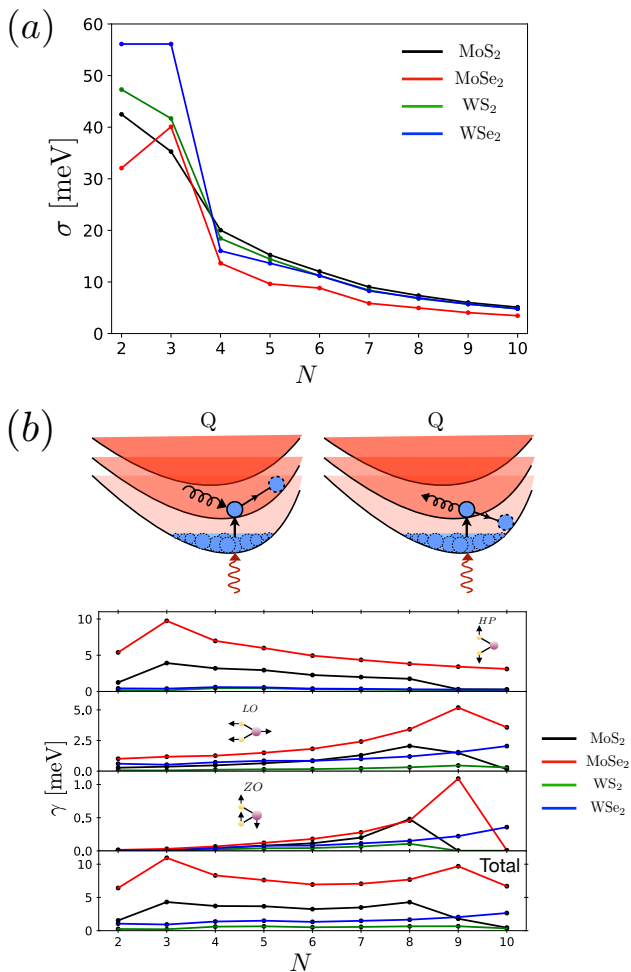 (a)
60
50
40
30
20
10
0
σ [meV]
MoS₂
MoSe₂
WS₂
WSe₂
2 3 4 5 6 7 8 9 10
N
(b)
Q Q
10
5
0
HP
5.0
2.5
0.0
LO
1.0
0.5
0.0
ZO
10
5
0
Total
γ [meV]
MoS₂
MoSe₂
WS₂
WSe₂
2 3 4 5 6 7 8 9 10
N